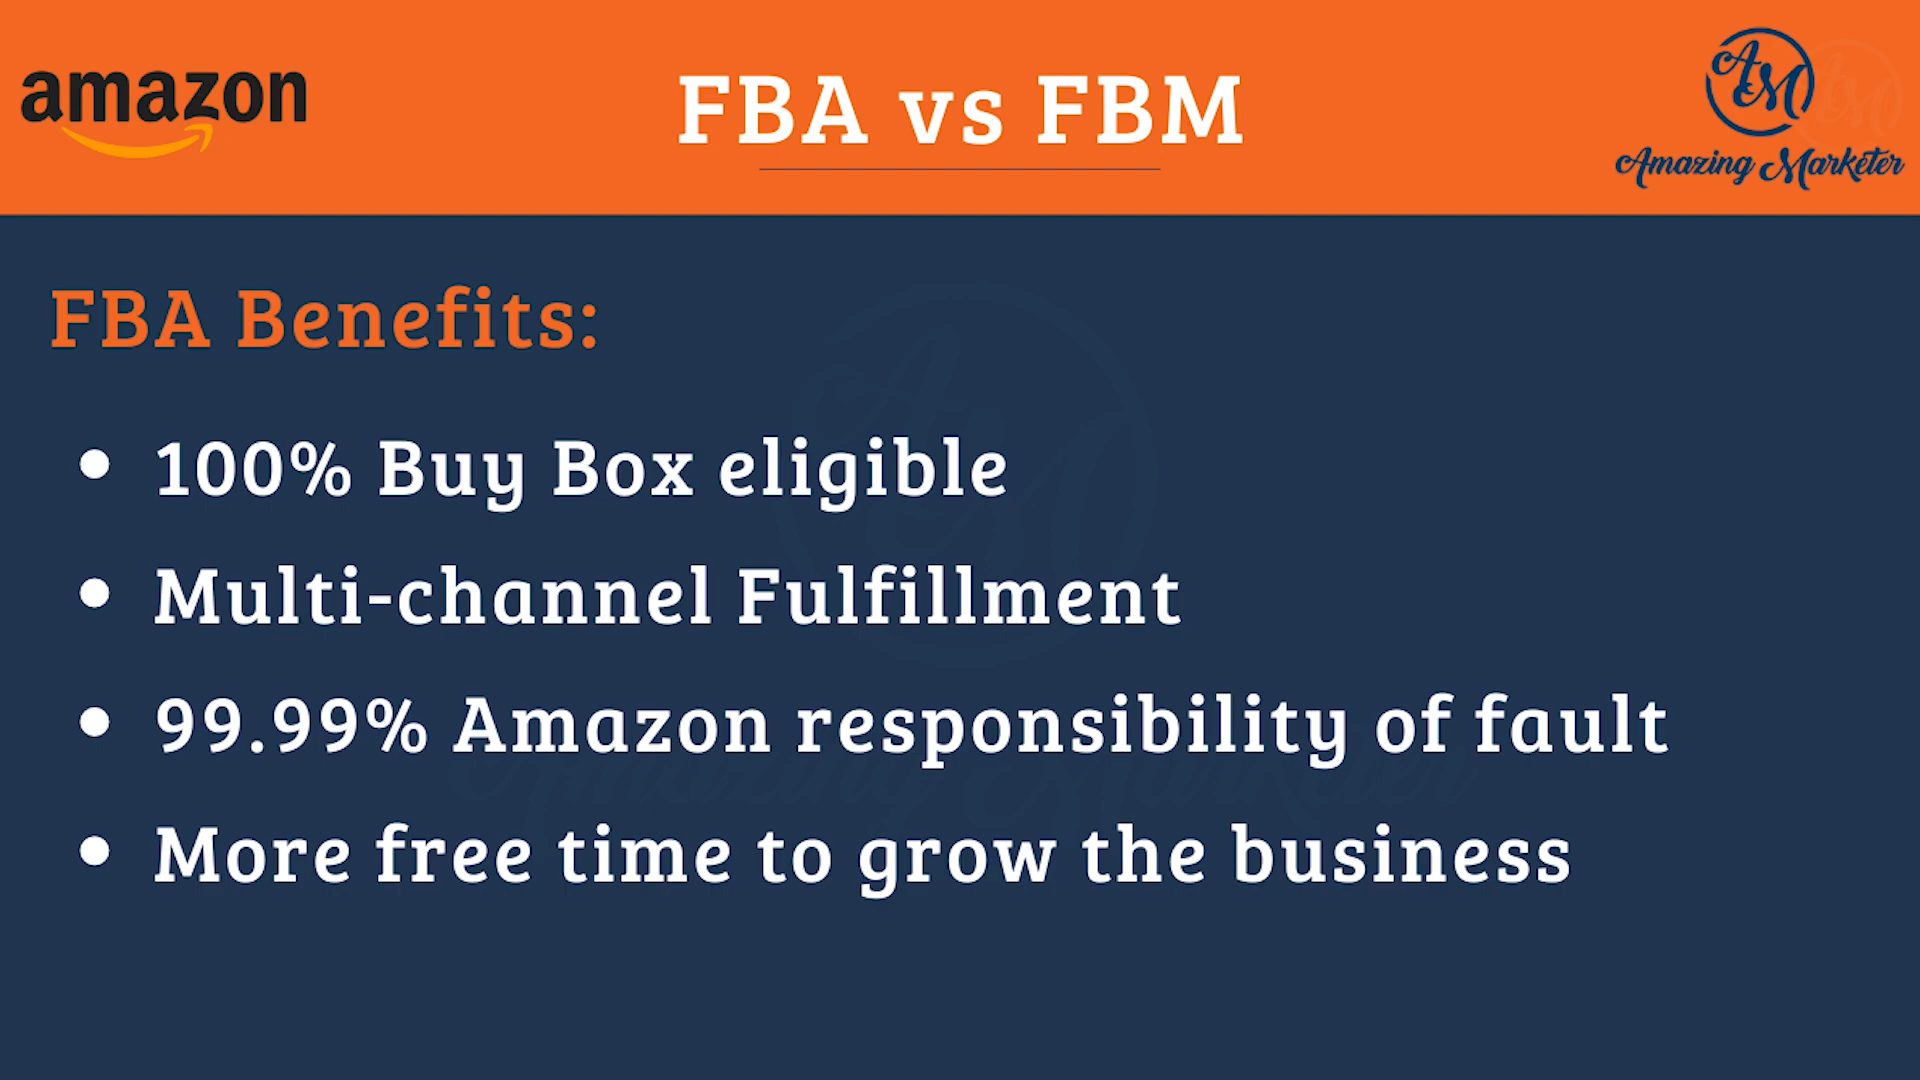 amazon
FBA vs FBM
AM
Amazing Marketer
FBA Benefits:
• 100% Buy Box eligible
• Multi-channel Fulfillment
• 99.99% Amazon responsibility of fault
• More free time to grow the business